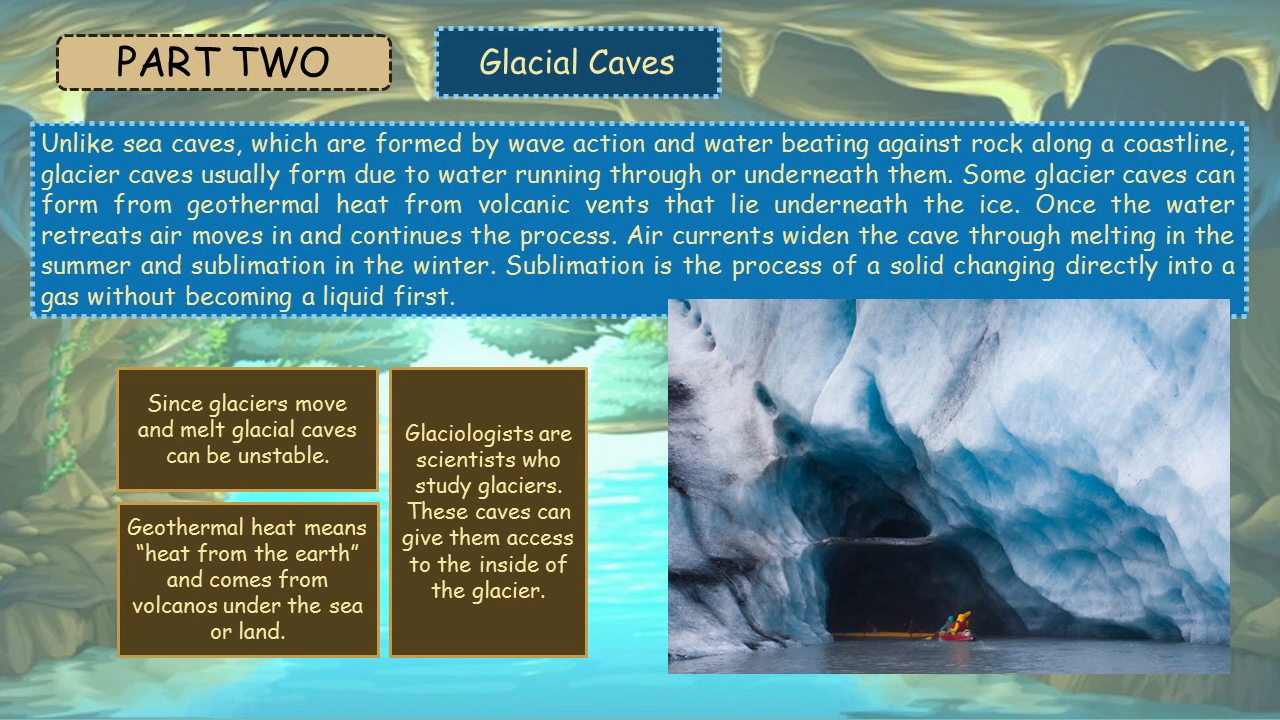 PART TWO
Glacial Caves
Unlike sea caves, which are formed by wave action and water beating against rock along a coastline,
glacier caves usually form due to water running through or underneath them. Some glacier caves can
form from geothermal heat from volcanic vents that lie underneath the ice. Once the water
retreats air moves in and continues the process. Air currents widen the cave through melting in the
summer and sublimation in the winter. Sublimation is the process of a solid changing directly into a
gas without becoming a liquid first.
Since glaciers move
and melt glacial caves
can be unstable.
Geothermal heat means
“heat from the earth”
and comes from
volcanos under the sea
or land.
Glaciologists are
scientists who
study glaciers.
These caves can
give them access
to the inside of
the glacier.